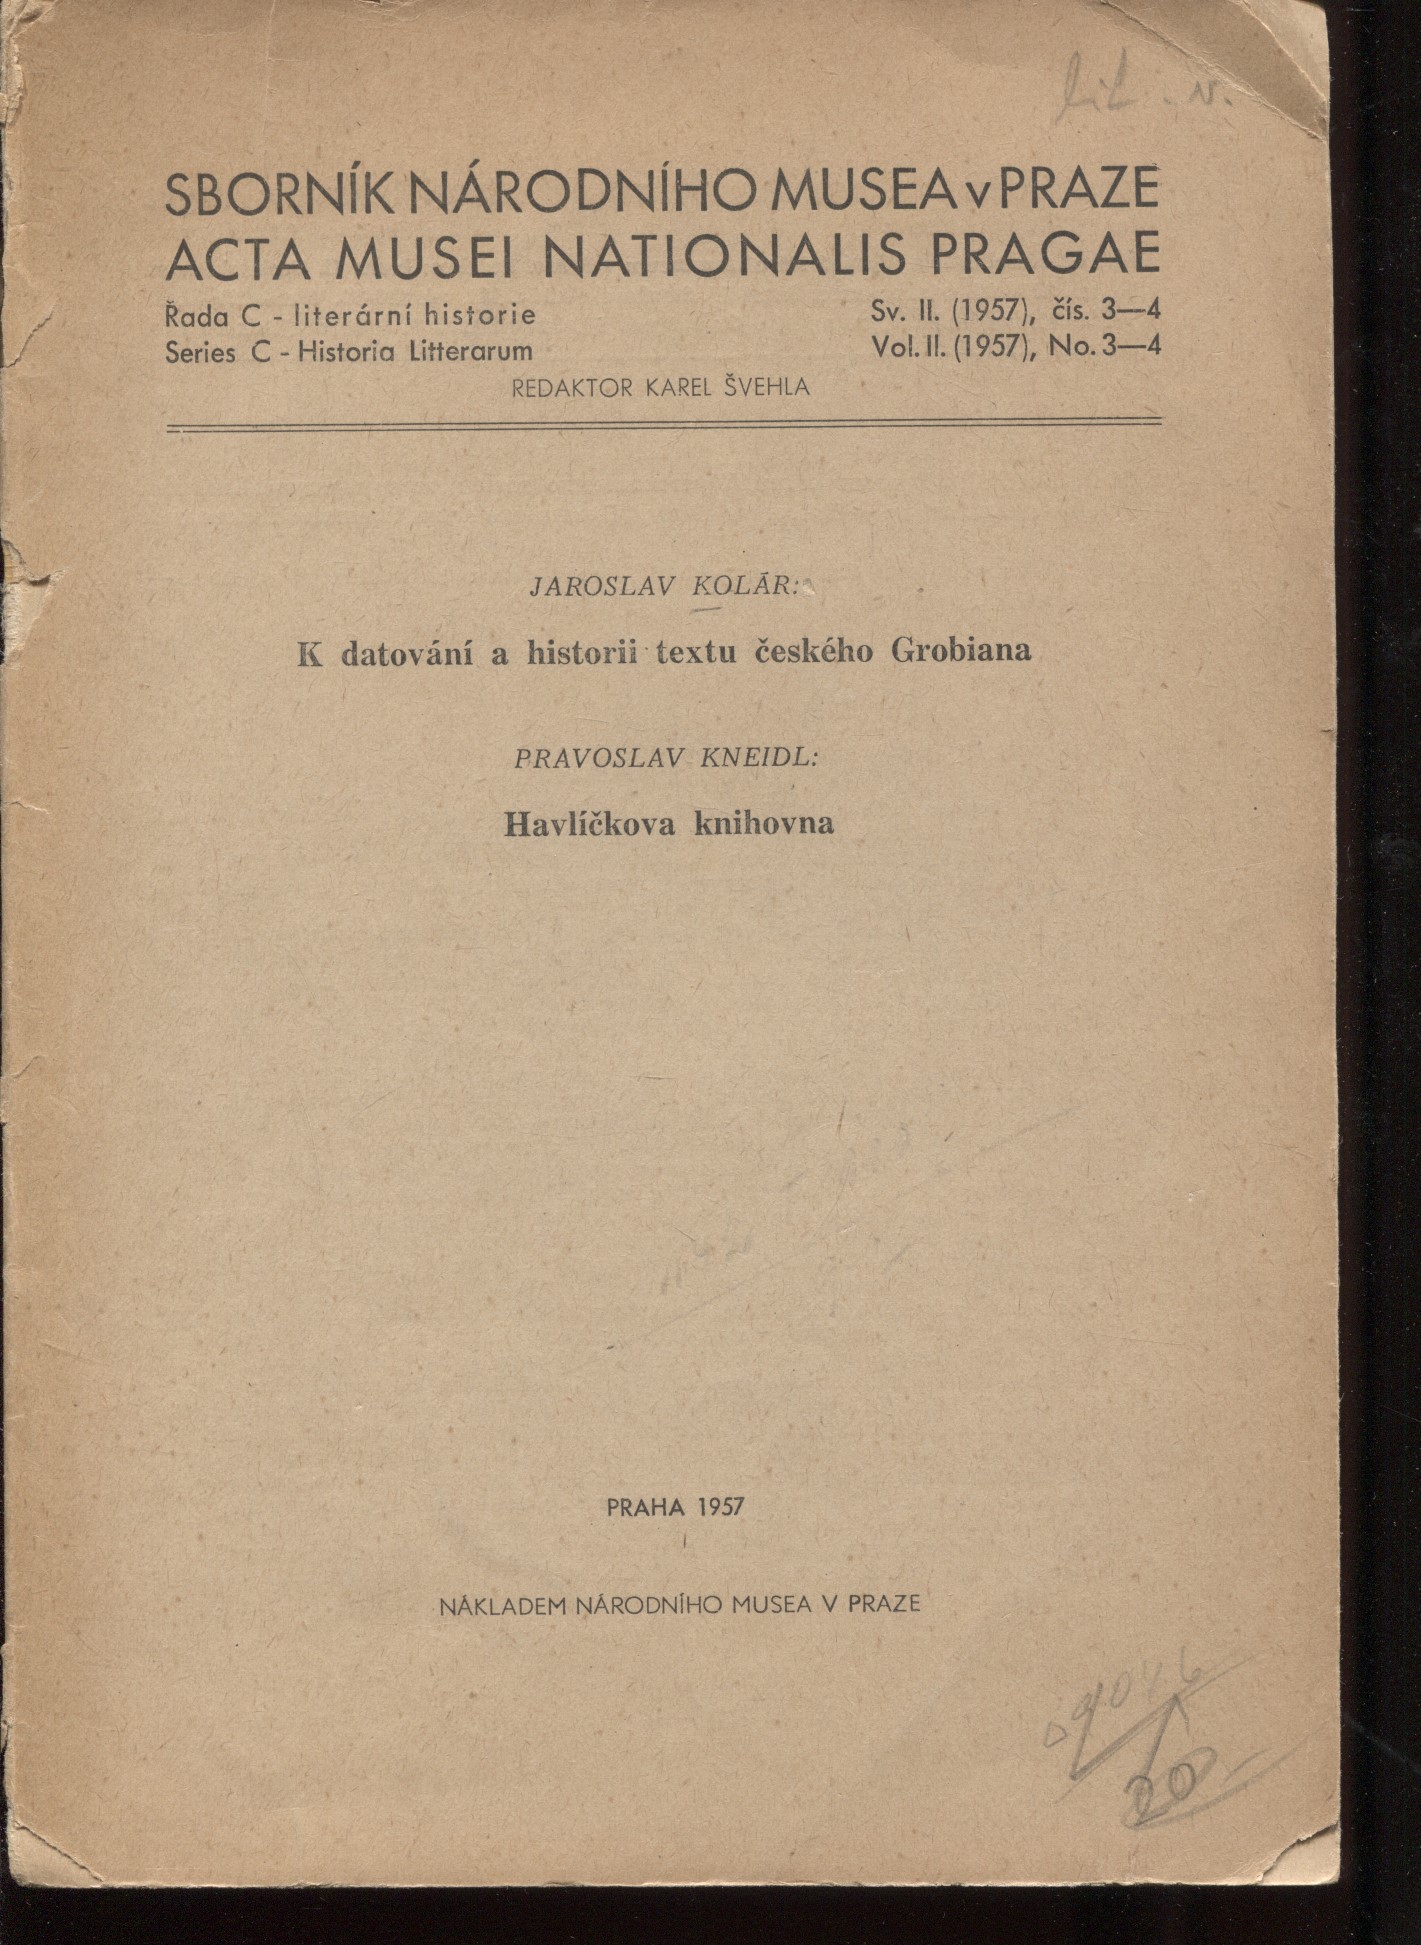 SBORNÍK NÁRODNÍHO MUSEA v PRAZE
ACTA MUSEI NATIONALIS PRAGAE
Řada C - literární historie Sv. II. (1957), čís. 3—4
Series C - Historia Litterarum Vol. II. (1957), No. 3—4
REDAKTOR KAREL ŠVEHLA
JAROSLAV KOLÁR:
K datování a historii textu českého Grobiana
PRAVOSLAV KNEIDL:
Havlíčkova knihovna
PRAHA 1957
NÁKLADEM NÁRODNÍHO MUSEA V PRAZE